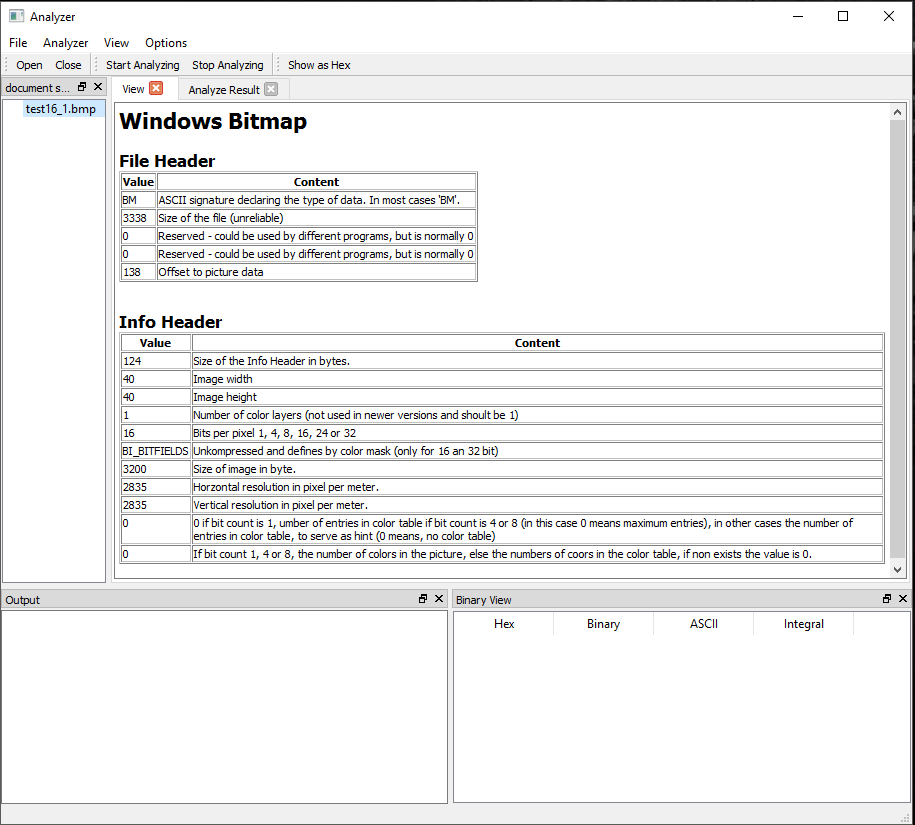 Analyzer
File Analyzer View Options
Open Close Start Analyzing Stop Analyzing Show as Hex
document s...
test16_1.bmp
View Analyze Result
Windows Bitmap
File Header
Value Content
BM ASCII signature declaring the type of data. In most cases 'BM'.
3338 Size of the file (unreliable)
0 Reserved - could be used by different programs, but is normally 0
0 Reserved - could be used by different programs, but is normally 0
138 Offset to picture data
Info Header
Value Content
124 Size of the Info Header in bytes.
40 Image width
40 Image height
1 Number of color layers (not used in newer versions and shoult be 1)
16 Bits per pixel 1, 4, 8, 16, 24 or 32
BI_BITFIELDS Unkompressed and defines by color mask (only for 16 an 32 bit)
3200 Size of image in byte.
2835 Horzontal resolution in pixel per meter.
2835 Vertical resolution in pixel per meter.
0 0 if bit count is 1, umber of entries in color table if bit count is 4 or 8 (in this case 0 means maximum entries), in other cases the number of
entries in color table, to serve as hint (0 means, no color table)
0 If bit count 1, 4 or 8, the number of colors in the picture, else the numbers of coors in the color table, if non exists the value is 0.
Output
Binary View
Hex Binary ASCII Integral